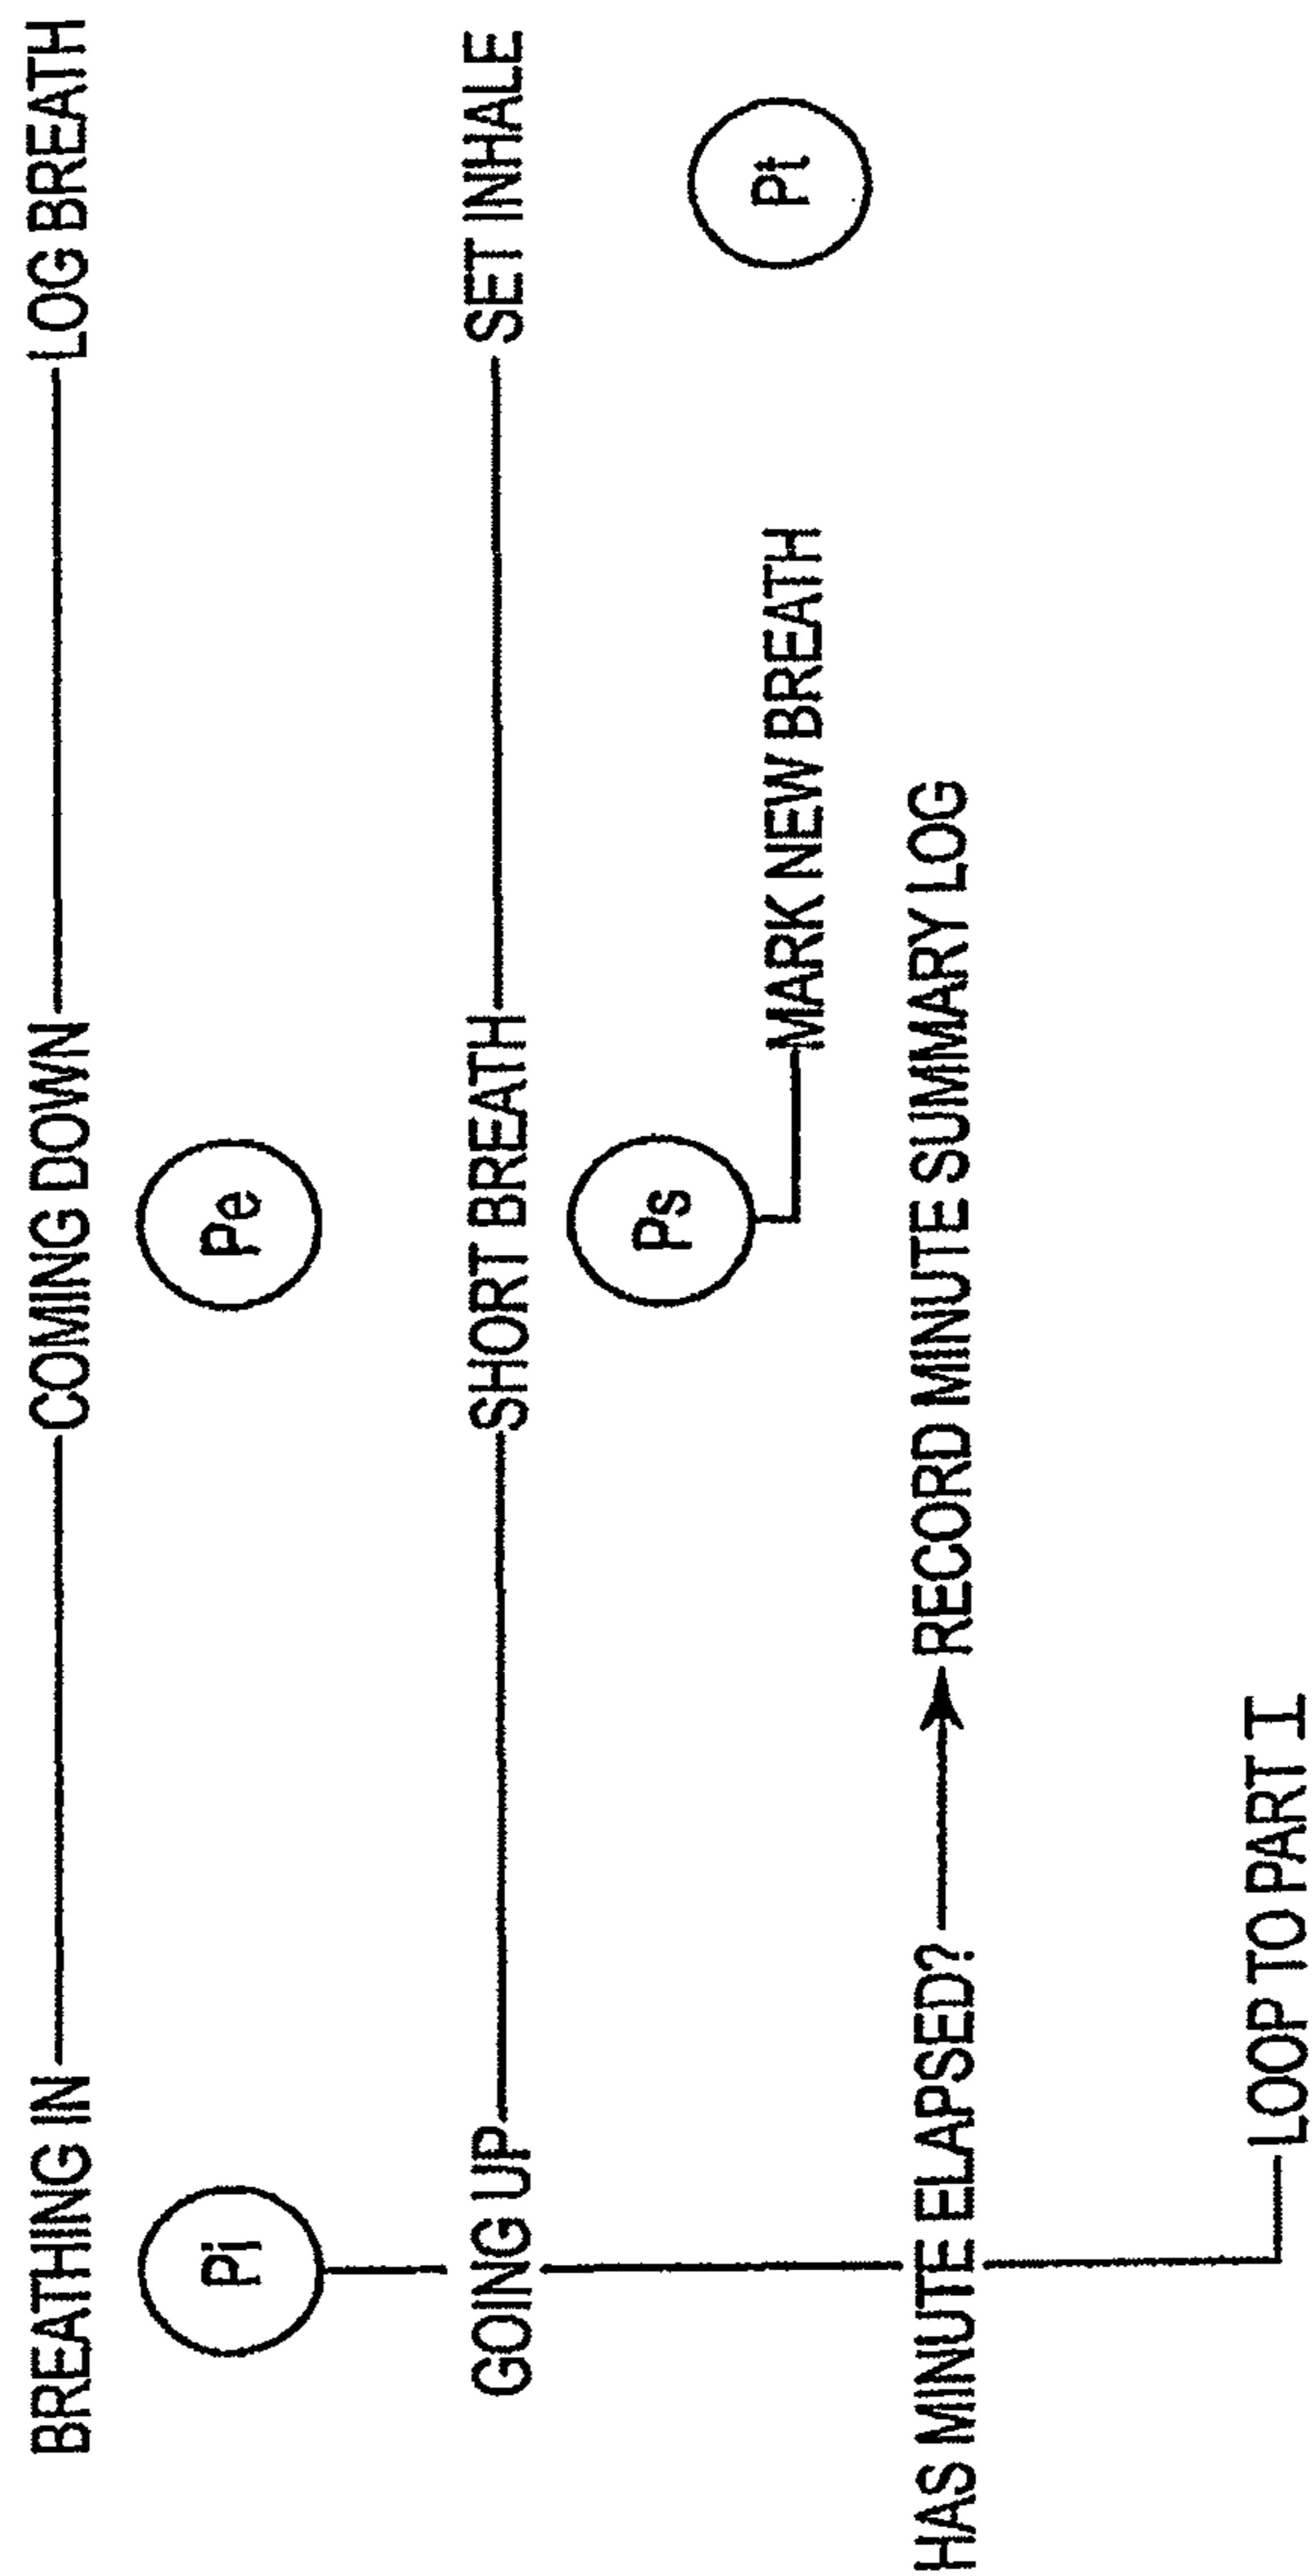 BREATHING IN COMING DOWN LOG BREATH
Pi Pe
GOING UP SHORT BREATH SET INHALE
Ps Pt
MARK NEW BREATH
HAS MINUTE ELAPSED? RECORD MINUTE SUMMARY LOG
LOOP TO PART I